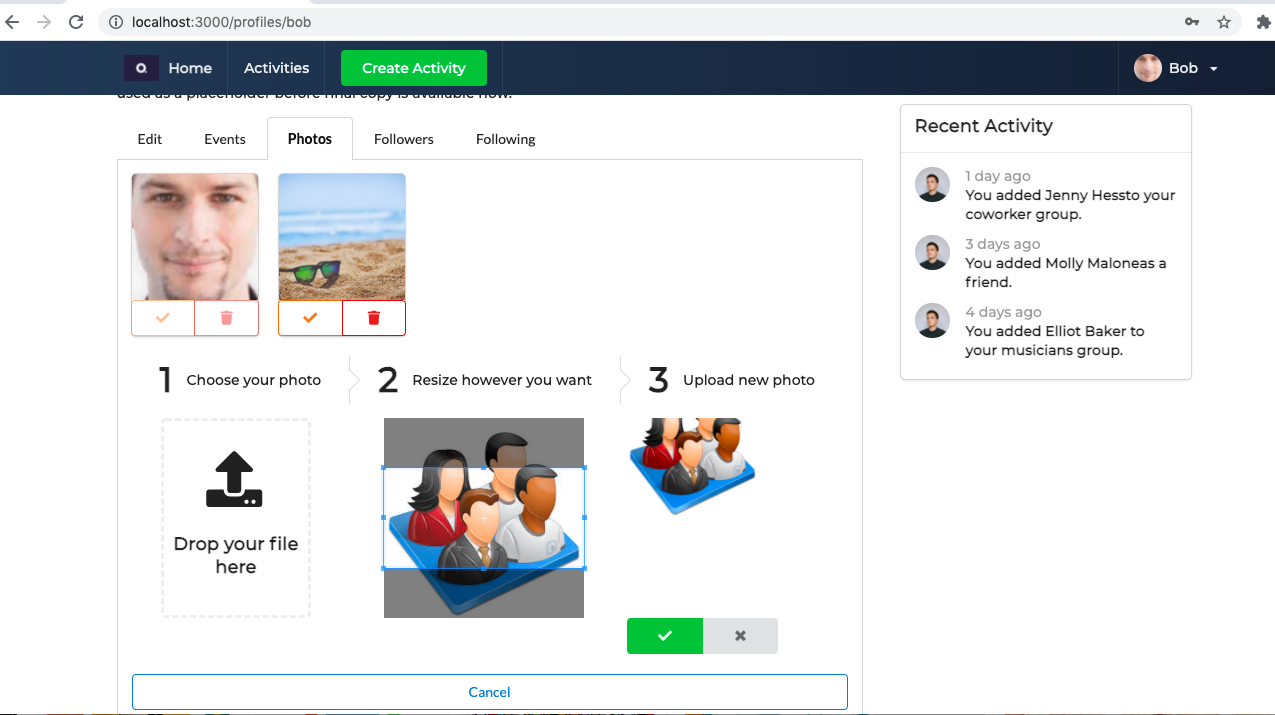 localhost:3000/profiles/bob
Home
Activities
Create Activity
Bob
used as a placeholder before final copy is available now.
Edit
Events
Photos
Followers
Following
1
Choose your photo
2
Resize however you want
3
Upload new photo
Drop your file
here
Cancel
Recent Activity
1 day ago
You added Jenny Hessto your
coworker group.
3 days ago
You added Molly Maloneas a
friend.
4 days ago
You added Elliot Baker to
your musicians group.